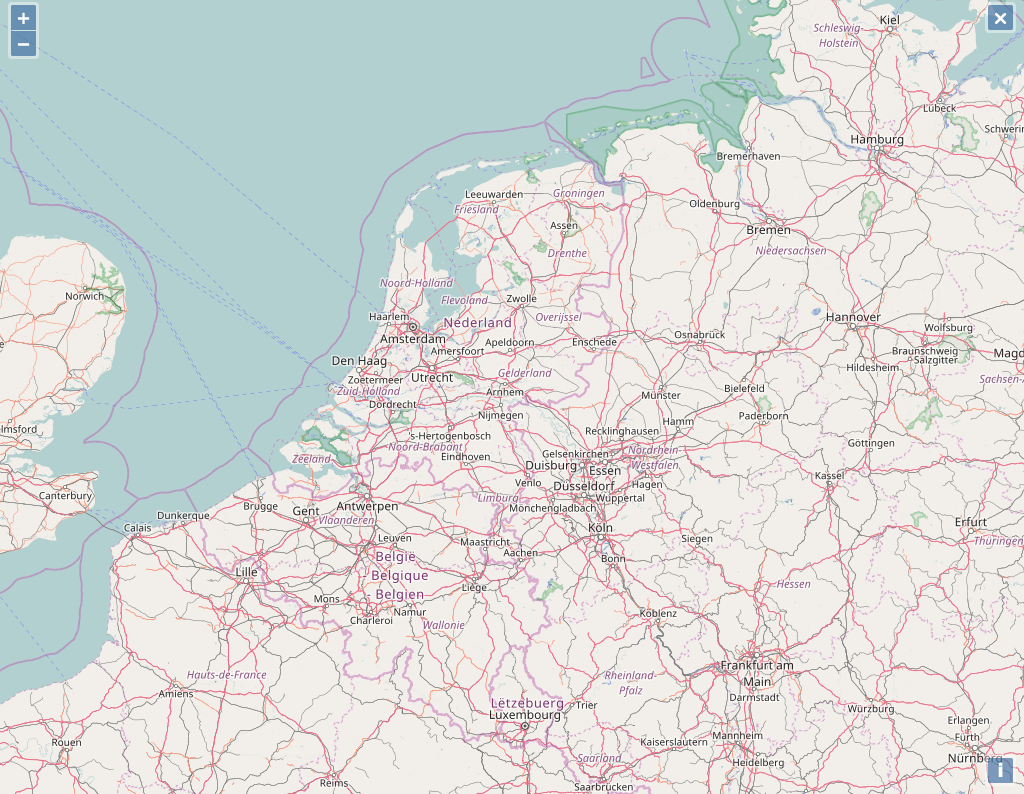 +
−
×
Kiel
Schleswig-
Holstein
Lübeck
Schwerin
Hamburg
Bremerhaven
Leeuwarden
Groningen
Friesland
Oldenburg
Assen
Bremen
Niedersachsen
Drenthe
Noord-Holland
Norwich
Flevoland
Zwolle
Haarlem
Overijssel
Nederland
Hannover
Amsterdam
Wolfsburg
Osnabrück
Apeldoorn
Enschede
Amersfoort
Braunschweig
Magd
Den Haag
Salzgitter
Hildesheim
Zoetermeer
Utrecht
Gelderland
Sachsen-
Zuid-Holland
Arnhem
Bielefeld
Münster
Dordrecht
Nijmegen
Paderborn
Hamm
lmsford
Recklinghausen
's-Hertogenbosch
Noord-Brabant
Göttingen
Zeeland
Eindhoven
Gelsenkirchen
Nordrhein-
Westfalen
Duisburg
Essen
Kassel
Venlo
Düsseldorf
Hagen
Canterbury
Limburg
Wuppertal
Brugge
Antwerpen
Mönchengladbach
Gent
Dunkerque
Vlaanderen
Calais
Köln
Erfurt
Leuven
Maastricht
Siegen
Thüringen
Aachen
België
Belgique
Belgien
Bonn
Lille
Liège
Hessen
Mons
Namur
Charleroi
Koblenz
Wallonie
Frankfurt am
Main
Hauts-de-France
Rheinland-
Pfalz
Amiens
Darmstadt
Lëtzebuerg
Luxembourg
Trier
Würzburg
Erlangen
Rouen
Kaiserslautern
Mannheim
Fürth
Nürnberg
Saarland
Heidelberg
Reims
Saarbrücken
i